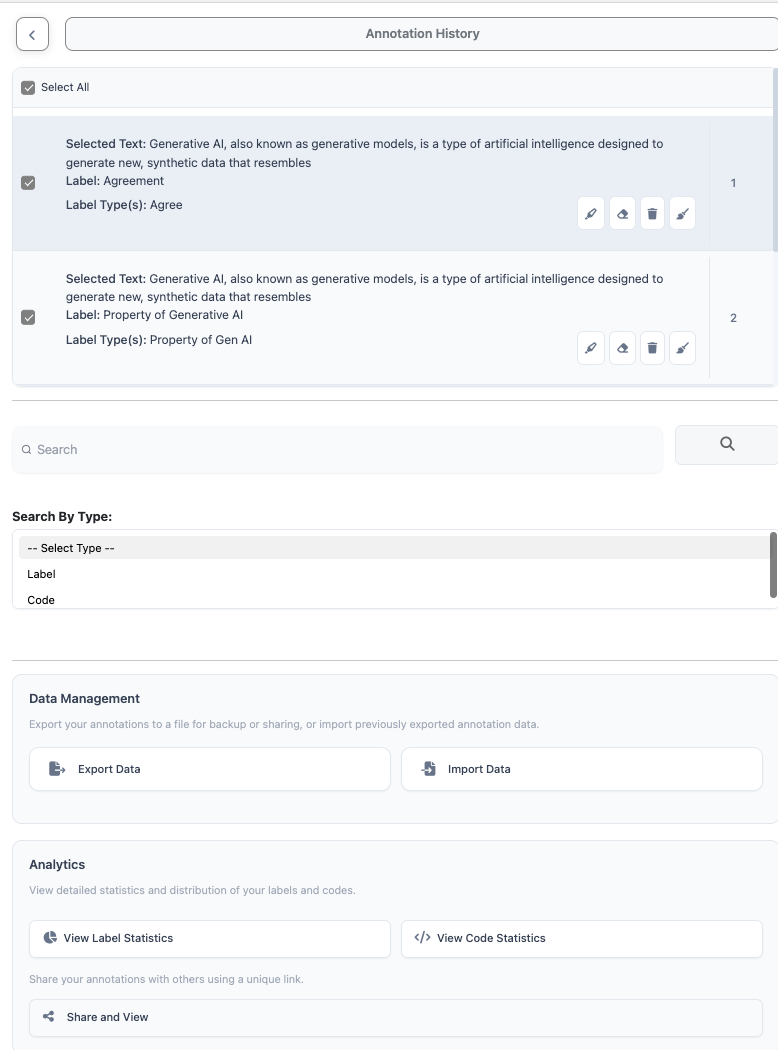 Annotation History
Select All
Selected Text: Generative AI, also known as generative models, is a type of artificial intelligence designed to
generate new, synthetic data that resembles
Label: Agreement
Label Type(s): Agree
1
Selected Text: Generative AI, also known as generative models, is a type of artificial intelligence designed to
generate new, synthetic data that resembles
Label: Property of Generative AI
Label Type(s): Property of Gen AI
2
Search
Search By Type:
-- Select Type --
Label
Code
Data Management
Export your annotations to a file for backup or sharing, or import previously exported annotation data.
Export Data
Import Data
Analytics
View detailed statistics and distribution of your labels and codes.
View Label Statistics
View Code Statistics
Share your annotations with others using a unique link.
Share and View